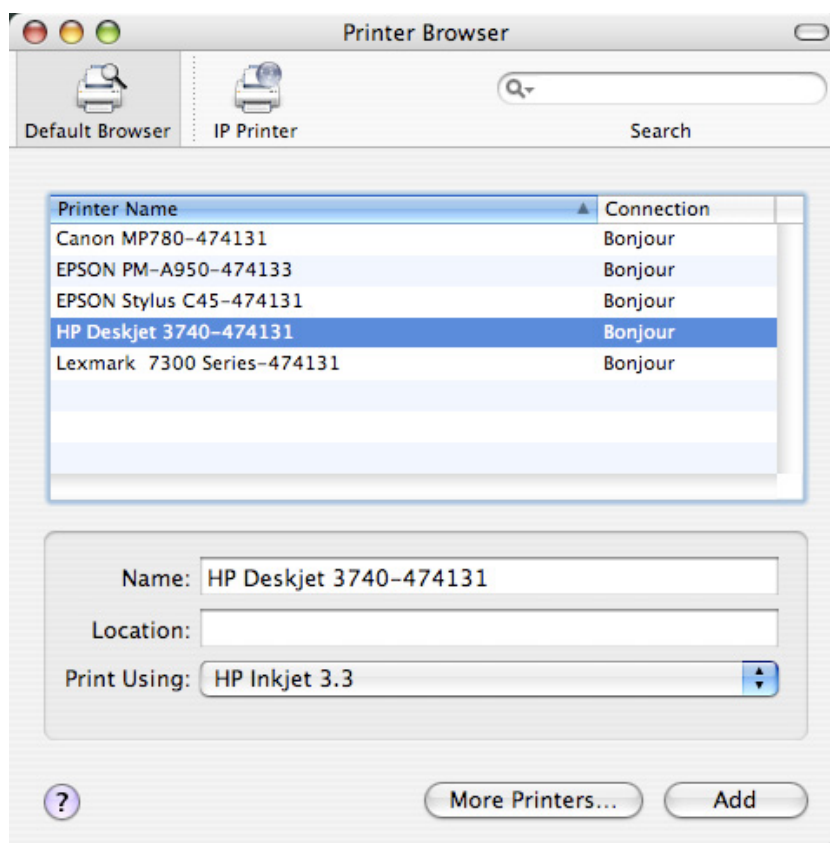 Printer Browser
Default Browser IP Printer Search
Printer Name Connection
Canon MP780-474131 Bonjour
EPSON PM-A950-474133 Bonjour
EPSON Stylus C45-474131 Bonjour
HP Deskjet 3740-474131 Bonjour
Lexmark 7300 Series-474131 Bonjour
Name: HP Deskjet 3740-474131
Location:
Print Using: HP Inkjet 3.3
? More Printers... Add